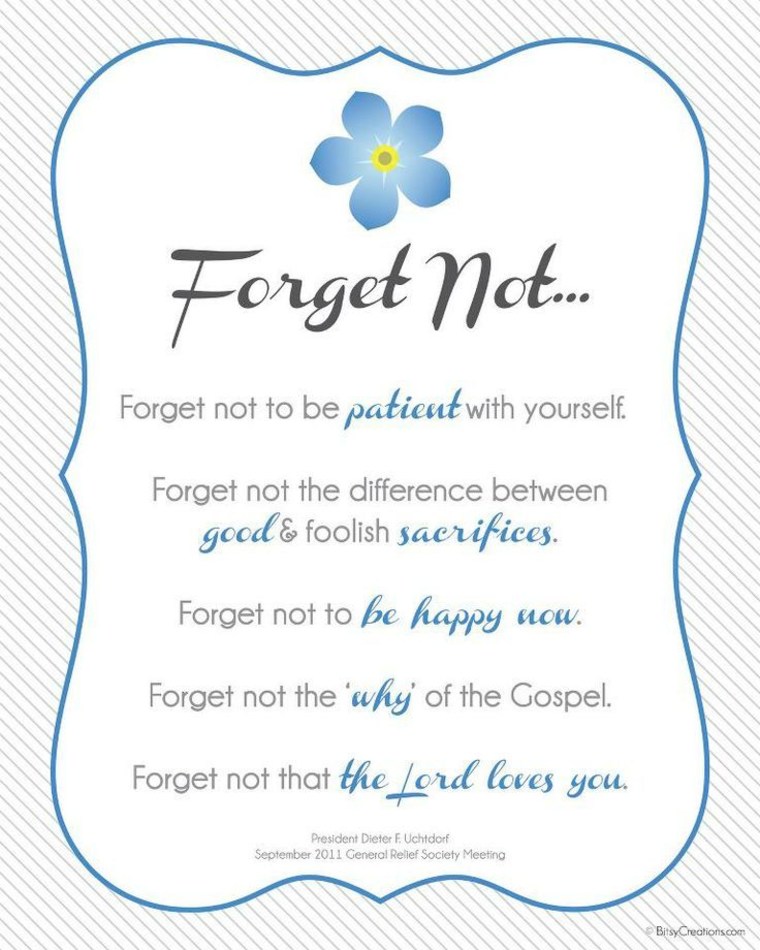 Forget Not...
Forget not to be patient with yourself.
Forget not the difference between
good & foolish sacrifices.
Forget not to be happy now.
Forget not the 'why' of the Gospel.
Forget not that the Lord loves you.
President Dieter F. Uchtdorf
September 2011 General Relief Society Meeting
© BitsyCreations.com